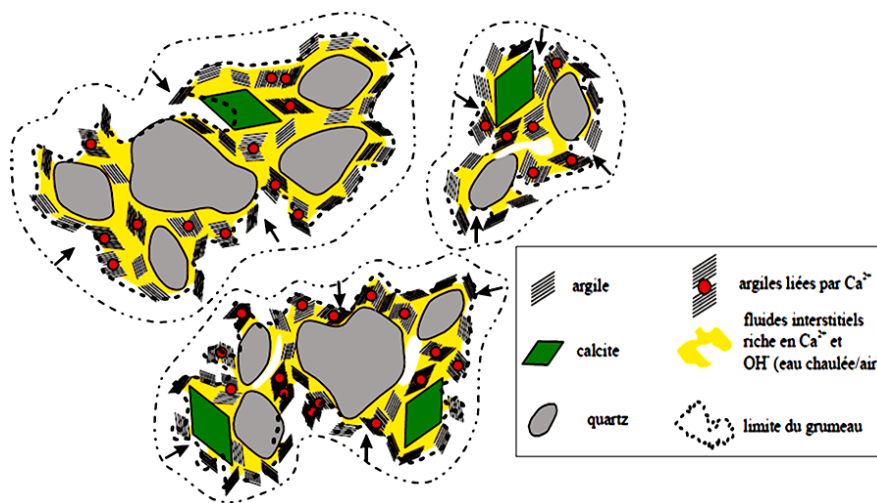 argile
calcite
quartz
argiles liées par Ca²⁺
fluides interstitiels
riche en Ca²⁺ et
OH⁻ (eau chaulée/air
limite du grumeau